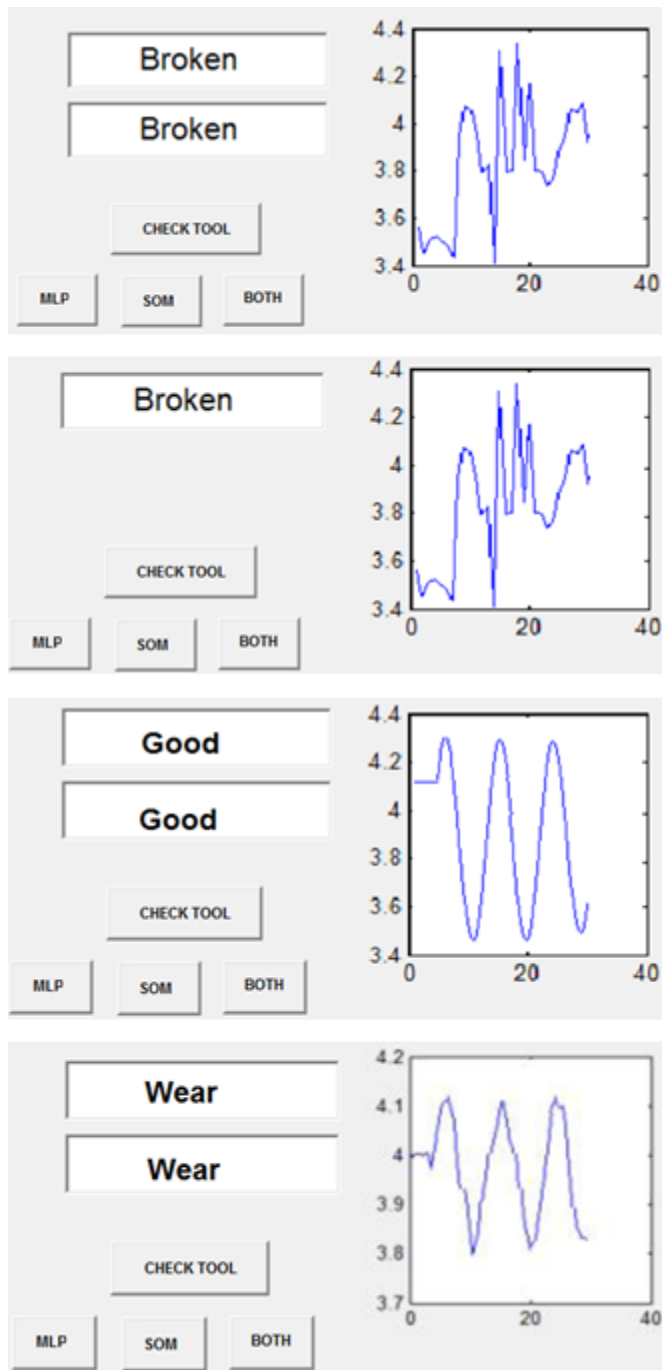 Broken
Broken
CHECK TOOL
MLP SOM BOTH
4.4
4.2
4
3.8
3.6
3.4
0 20 40
Broken
CHECK TOOL
MLP SOM BOTH
4.4
4.2
4
3.8
3.6
3.4
0 20 40
Good
Good
CHECK TOOL
MLP SOM BOTH
4.4
4.2
4
3.8
3.6
3.4
0 20 40
Wear
Wear
CHECK TOOL
MLP SOM BOTH
4.2
4.1
4
3.9
3.8
3.7
0 20 40